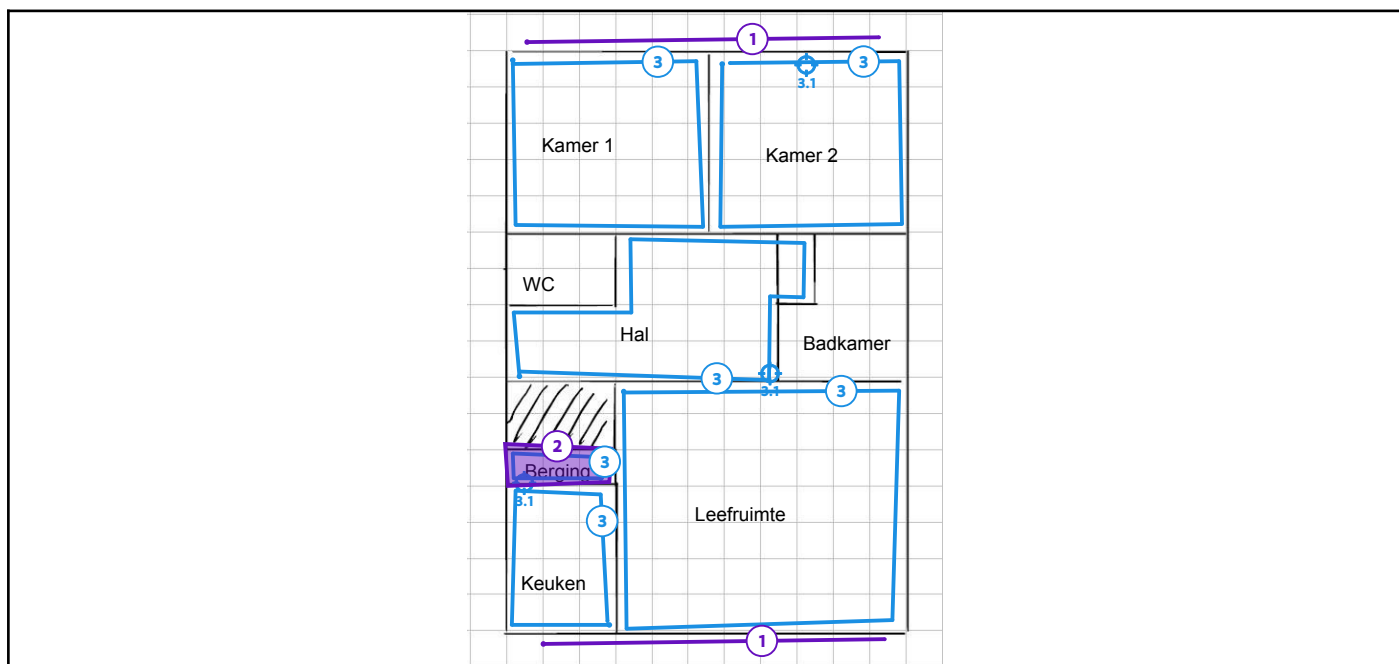 1
3
3
3.1
Kamer 1
Kamer 2
WC
Hal
Badkamer
3
3.1
3
2
3
Berging
3.1
3
Leefruimte
Keuken
1